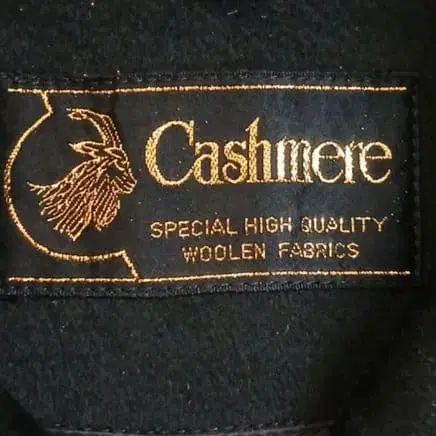 Cashmere
SPECIAL HIGH QUALITY
WOOLEN FABRICS